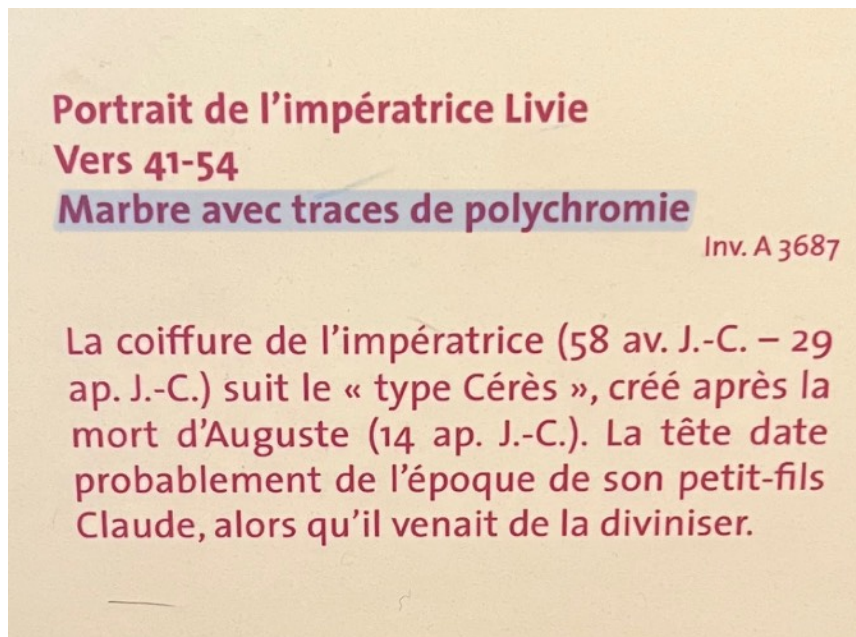 Portrait de l’impératrice Livie
Vers 41-54
Marbre avec traces de polychromie
Inv. A 3687
La coiffure de l’impératrice (58 av. J.-C. – 29
ap. J.-C.) suit le « type Cérès », créé après la
mort d’Auguste (14 ap. J.-C.). La tête date
probablement de l’époque de son petit-fils
Claude, alors qu’il venait de la diviniser.